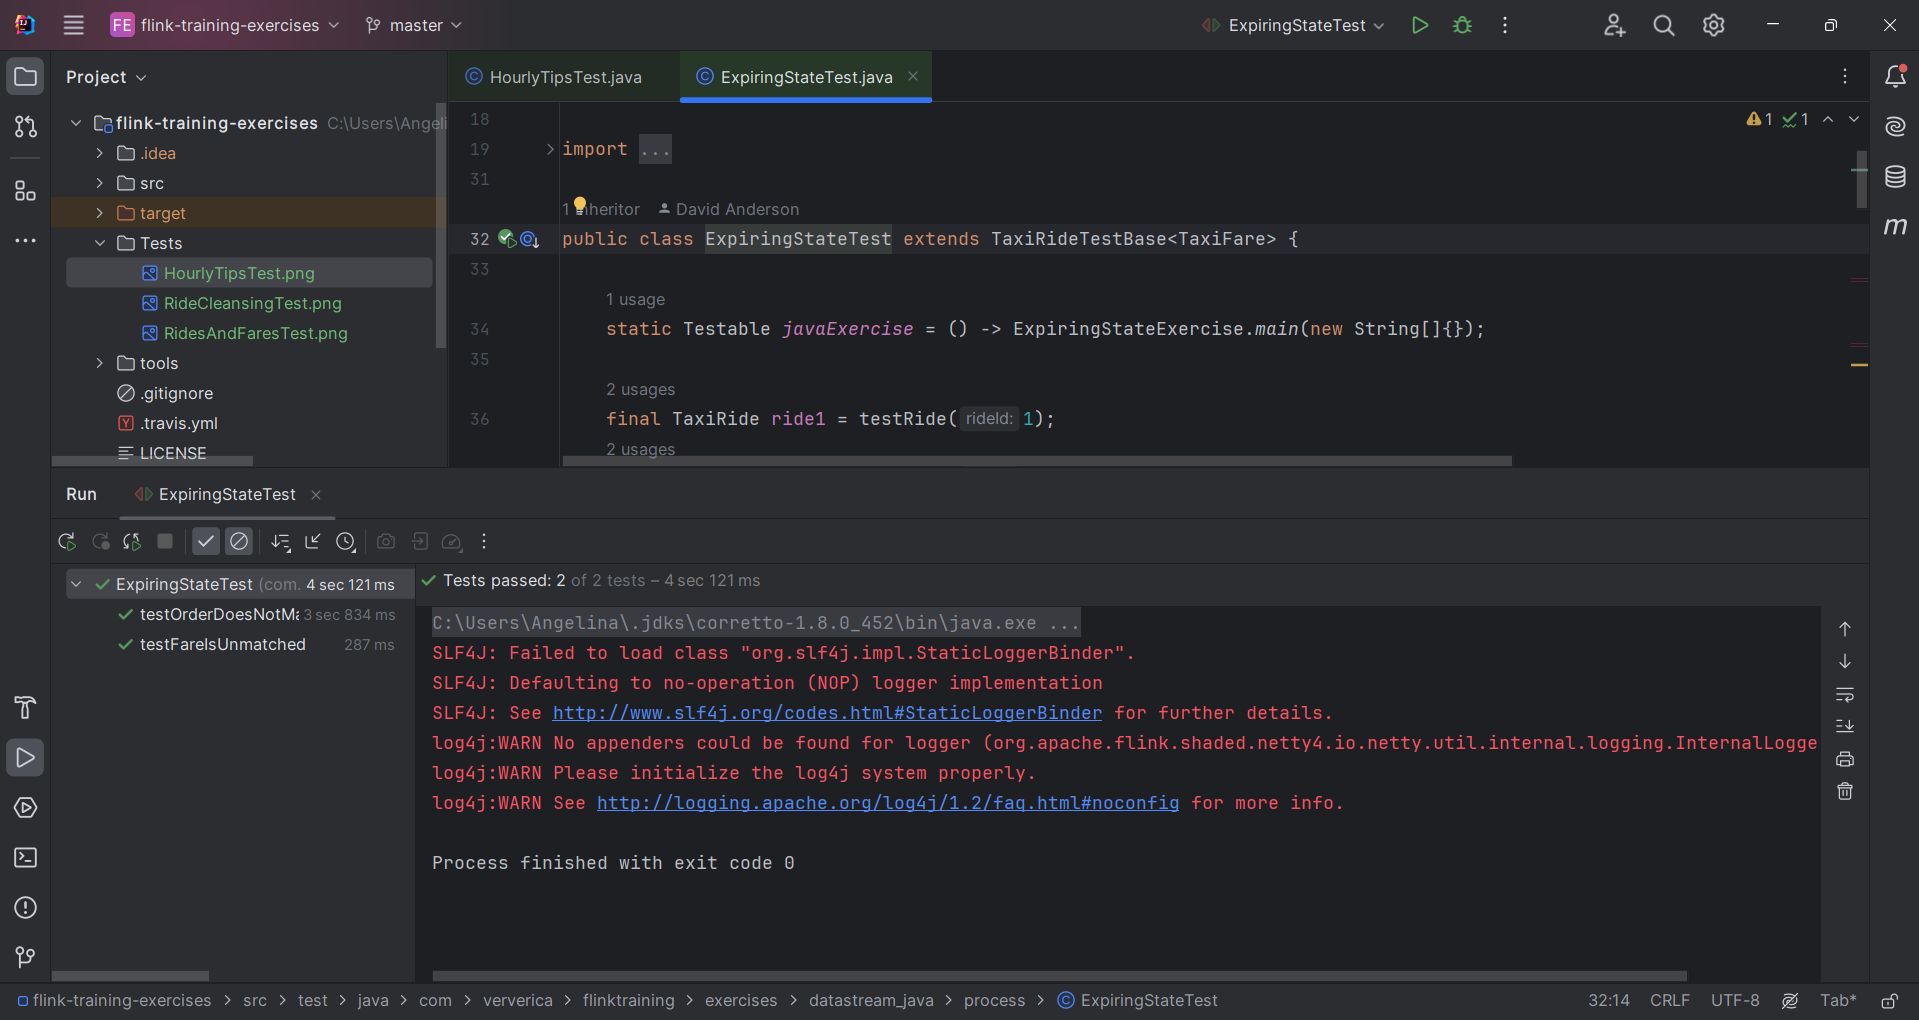 FE flink-training-exercises master ExpiringStateTest
Project
HourlyTipsTest.java ExpiringStateTest.java
flink-training-exercises C:\Users\Angeli
.idea
src
target
Tests
HourlyTipsTest.png
RideCleansingTest.png
RidesAndFaresTest.png
tools
.gitignore
.travis.yml
LICENSE
1 1
18
19 import ...
31
1 David Anderson
32 public class ExpiringStateTest extends TaxiRideTestBase<TaxiFare> {
33
1 usage
34 static Testable javaExercise = () -> ExpiringStateExercise.main(new String[]{});
35
2 usages
36 final TaxiRide ride1 = testRide( rideId: 1);
2 usages
Run ExpiringStateTest
ExpiringStateTest (com. 4 sec 121 ms
testOrderDoesNotMa 3 sec 834 ms
testFareIsUnmatched 287 ms
Tests passed: 2 of 2 tests – 4 sec 121 ms
C:\Users\Angelina\.jdks\corretto-1.8.0_452\bin\java.exe ...
SLF4J: Failed to load class "org.slf4j.impl.StaticLoggerBinder".
SLF4J: Defaulting to no-operation (NOP) logger implementation
SLF4J: See http://www.slf4j.org/codes.html#StaticLoggerBinder for further details.
log4j:WARN No appenders could be found for logger (org.apache.flink.shaded.netty4.io.netty.util.internal.logging.InternalLogge
log4j:WARN Please initialize the log4j system properly.
log4j:WARN See http://logging.apache.org/log4j/1.2/faq.html#noconfig for more info.
Process finished with exit code 0
flink-training-exercises > src > test > java > com > ververica > flinktraining > exercises > datastream_java > process > ExpiringStateTest
32:14 CRLF UTF-8 Tab*